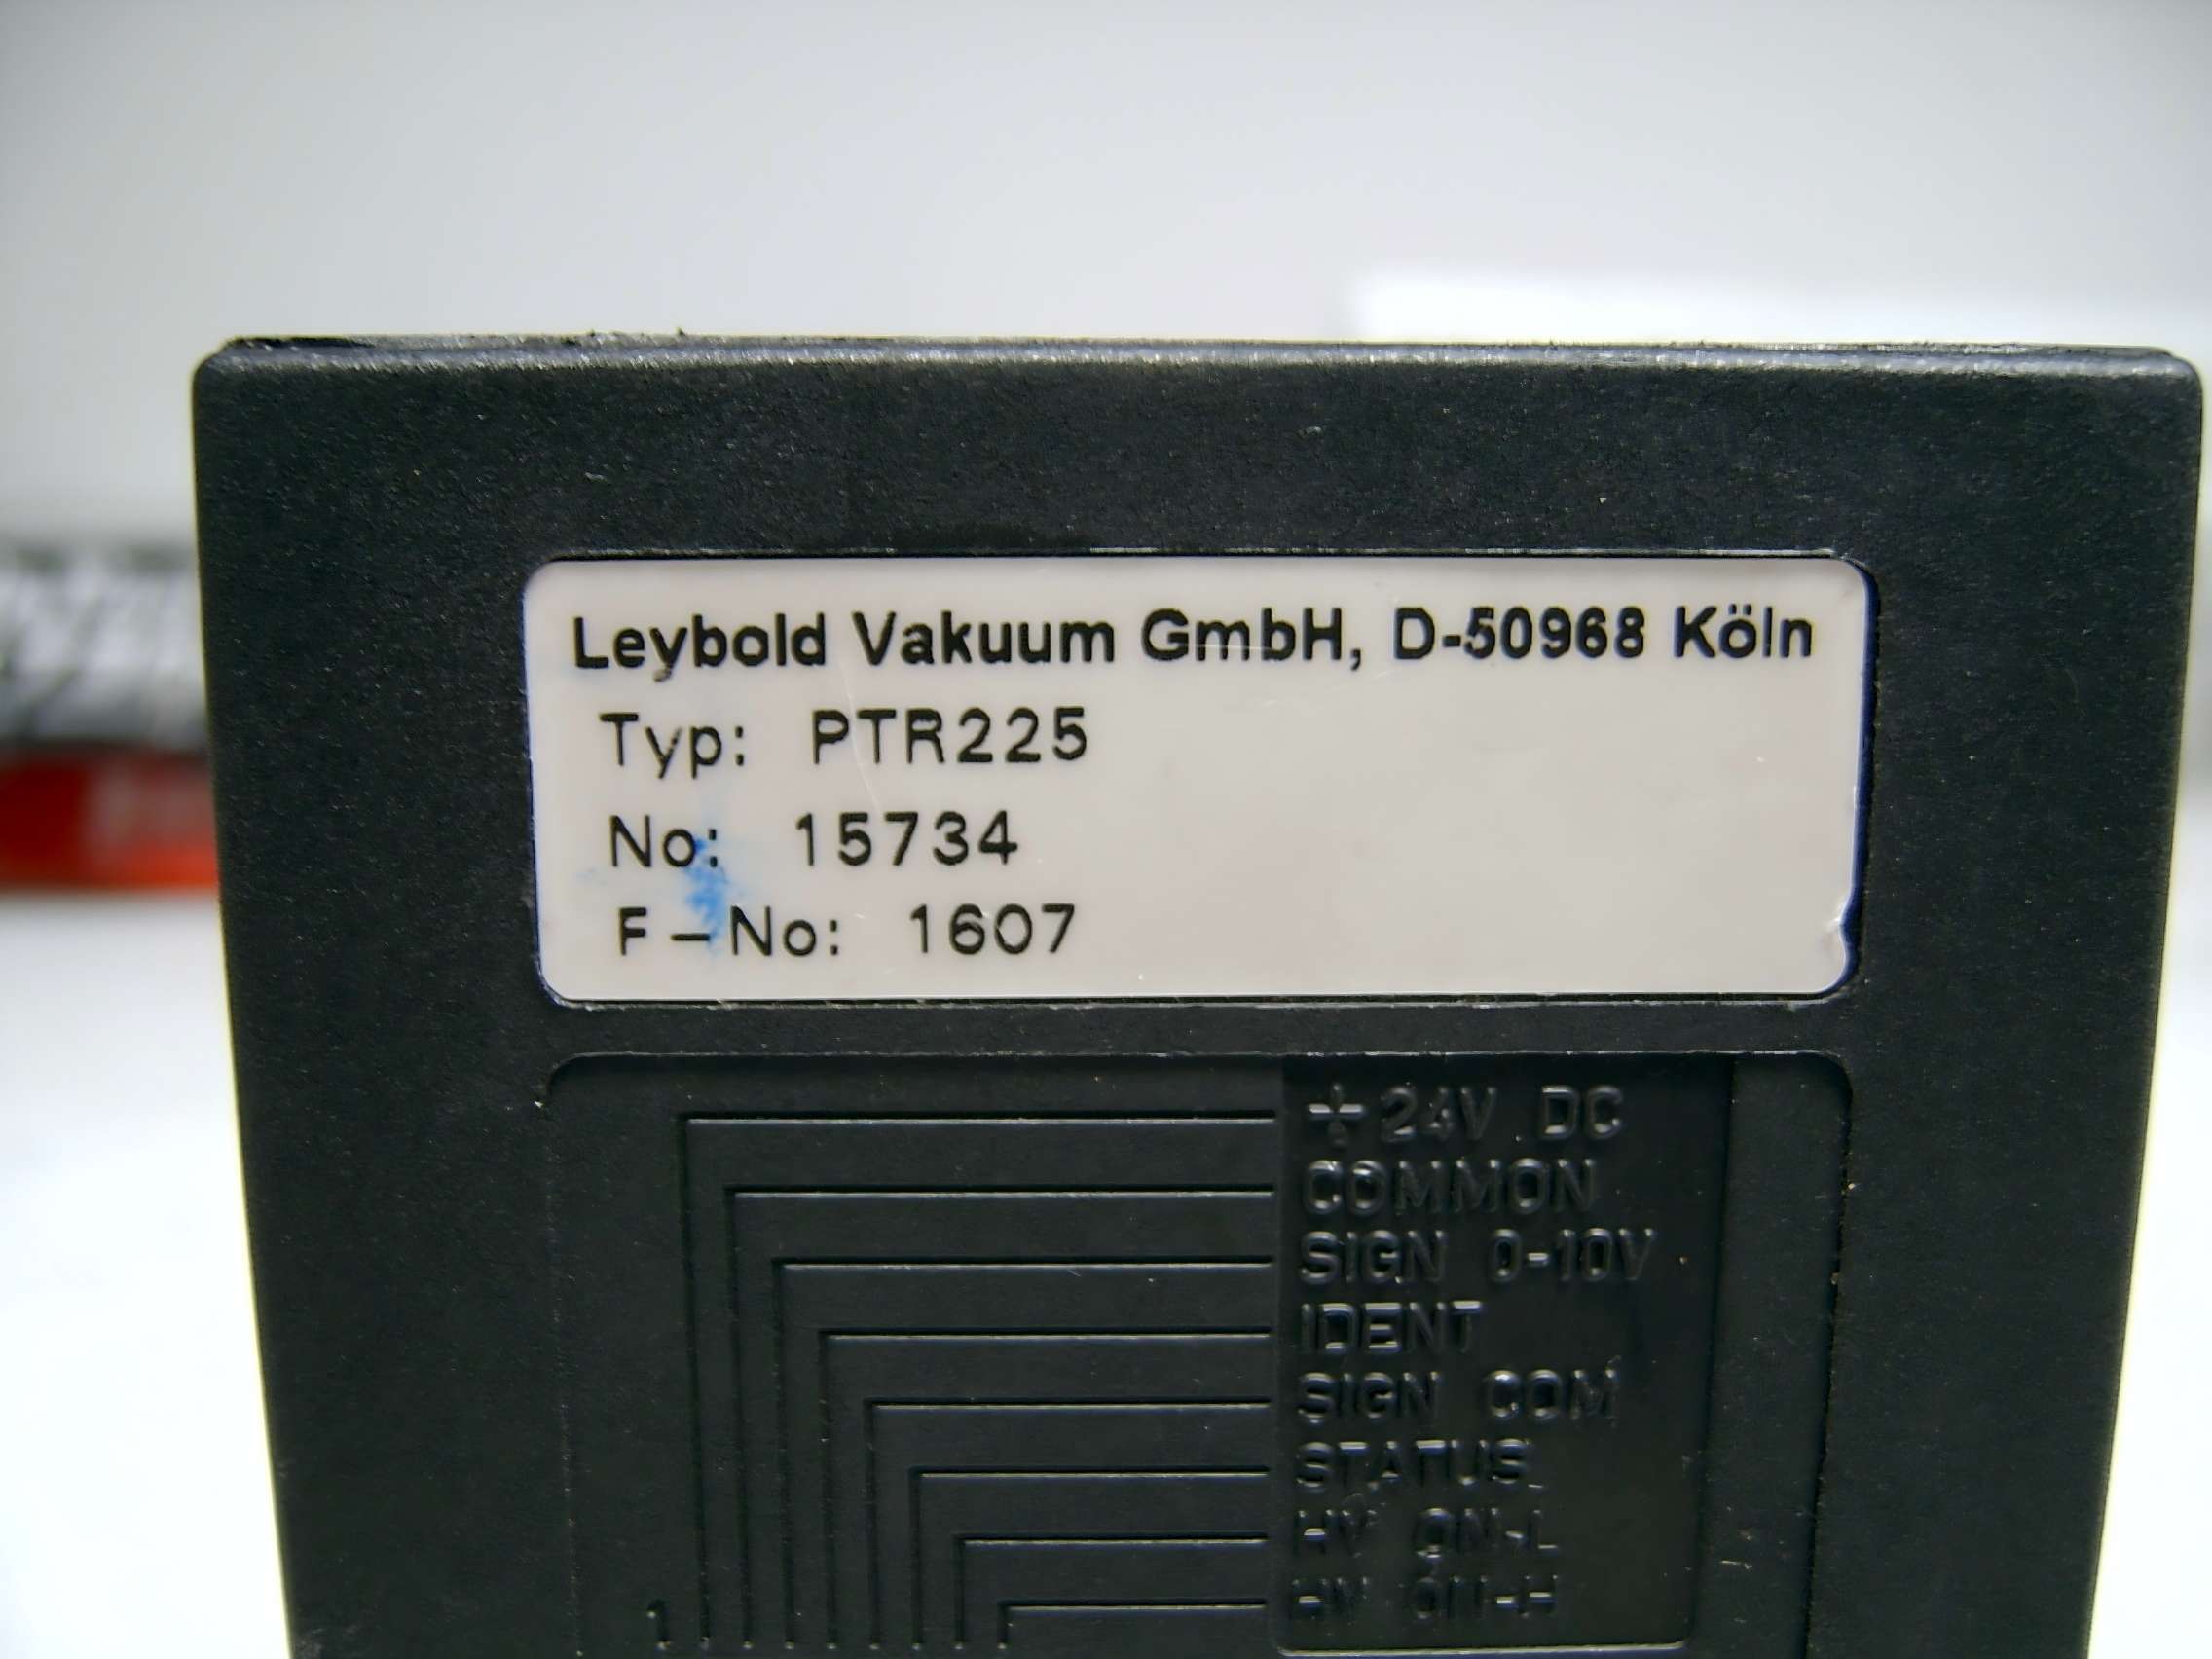 Leybold Vakuum GmbH, D-50968 Köln
Typ: PTR225
No: 15734
F-No: 1607
+24V DC
COMMON
SIGN 0-10V
IDENT
SIGN COM
STATUS
HV ON-L
HV ON-H
1